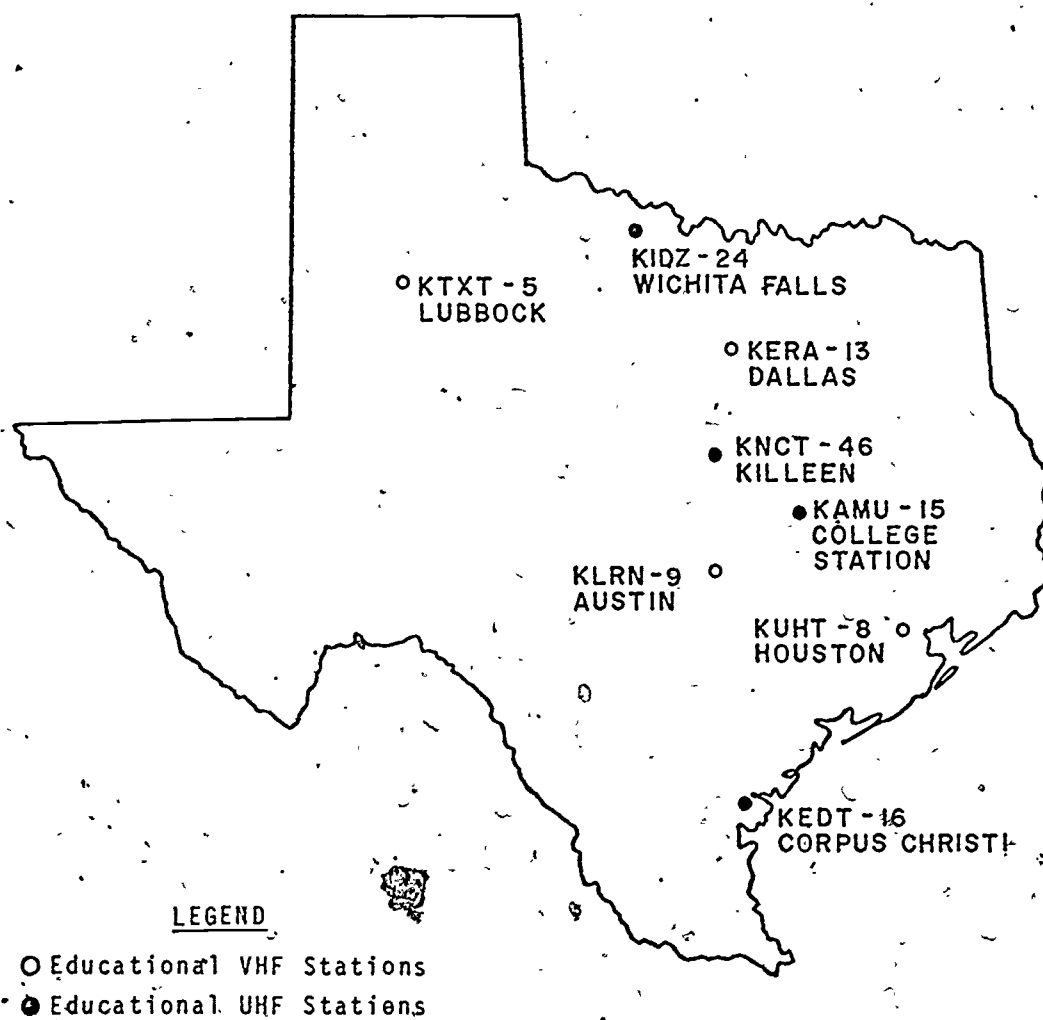 KIDZ-24
WICHITA FALLS
KTXT-5
LUBBOCK
KERA-13
DALLAS
KNCT-46
KILLEEN
KAMU-15
COLLEGE
STATION
KLRN-9
AUSTIN
KUHT-8
HOUSTON
KEDT-16
CORPUS CHRISTI
LEGEND
Educational VHF Stations
Educational UHF Stations